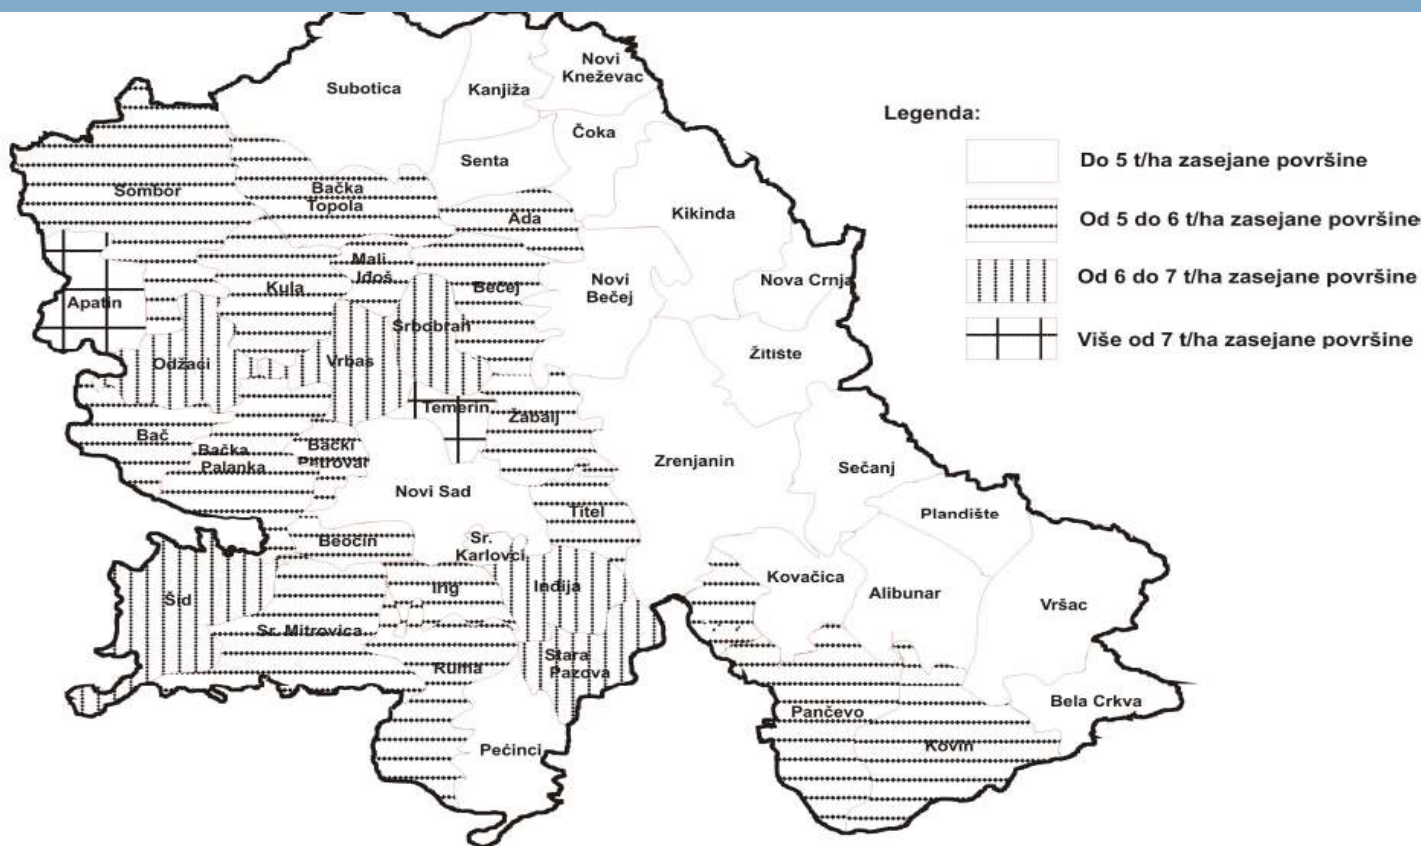 Novi
Kneževac
Subotica
Kanjiža
Legenda:
Čoka
Senta
Do 5 t/ha zasejane površine
Sombor
Bačka
Topola
Ada
Kikinda
Od 5 do 6 t/ha zasejane površine
Mali
Iđoš
Kula
Bečej
Novi
Bečej
Nova Crnja
Od 6 do 7 t/ha zasejane površine
Apatin
Srbobran
Vrbas
Odžaci
Žitište
Više od 7 t/ha zasejane površine
Temerin
Žabalj
Bač
Bačka
Palanka
Bački
Petrovac
Zrenjanin
Sečanj
Novi Sad
Titel
Plandište
Beočin
Sr.
Karlovci
Kovačica
Irig
Inđija
Alibunar
Šid
Vršac
Sr. Mitrovica
Ruma
Stara
Pazova
Bela Crkva
Pančevo
Pećinci
Kovin